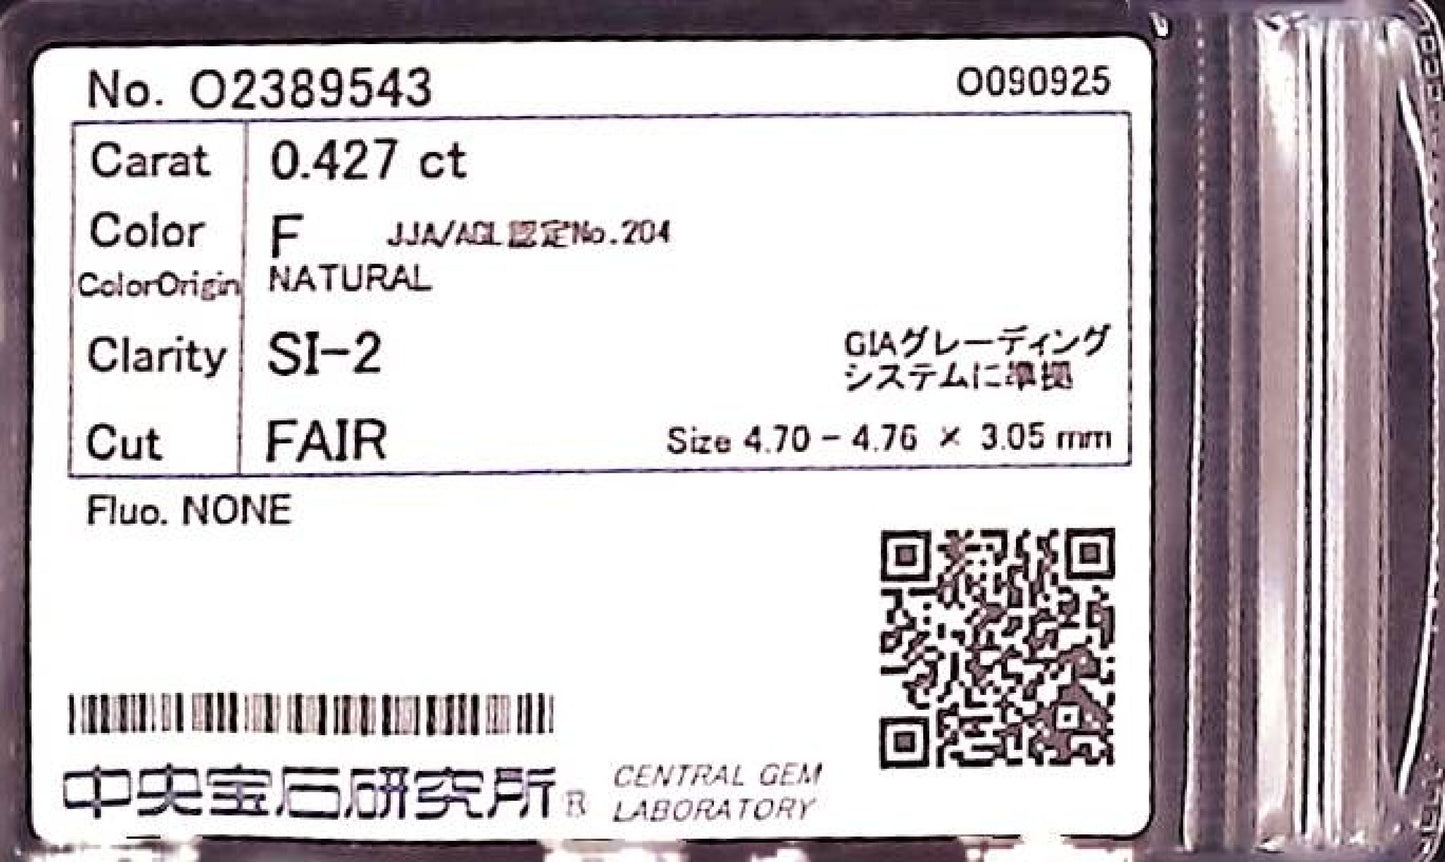 No. O2389543 O090925
Carat 0.427 ct
Color F JJA/AGL認定No.204
ColorOrigin NATURAL
Clarity SI-2 GIAグレーディング
システムに準拠
Cut FAIR Size 4.70 - 4.76 × 3.05 mm
Fluo. NONE
中央宝石研究所® CENTRAL GEM
LABORATORY